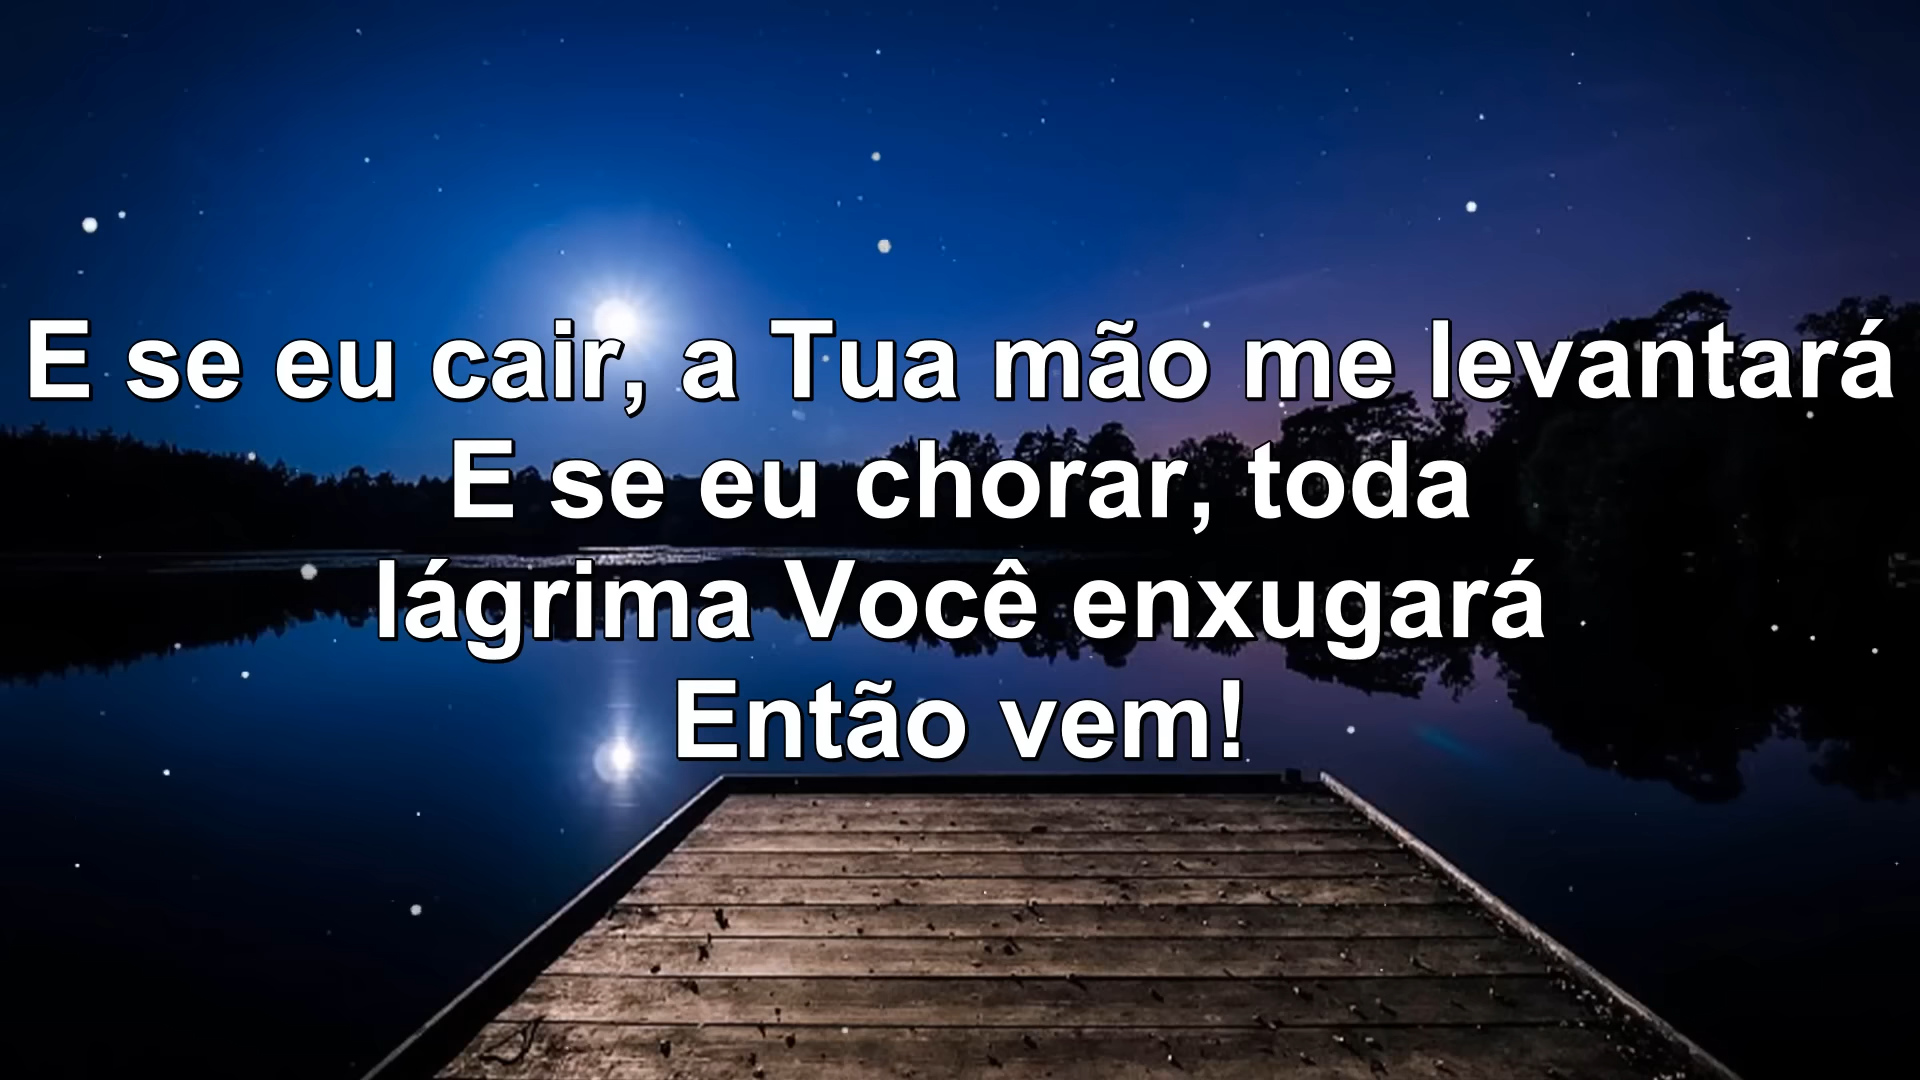 E se eu cair, a Tua mão me levantará
E se eu chorar, toda
lágrima Você enxugará
Então vem!